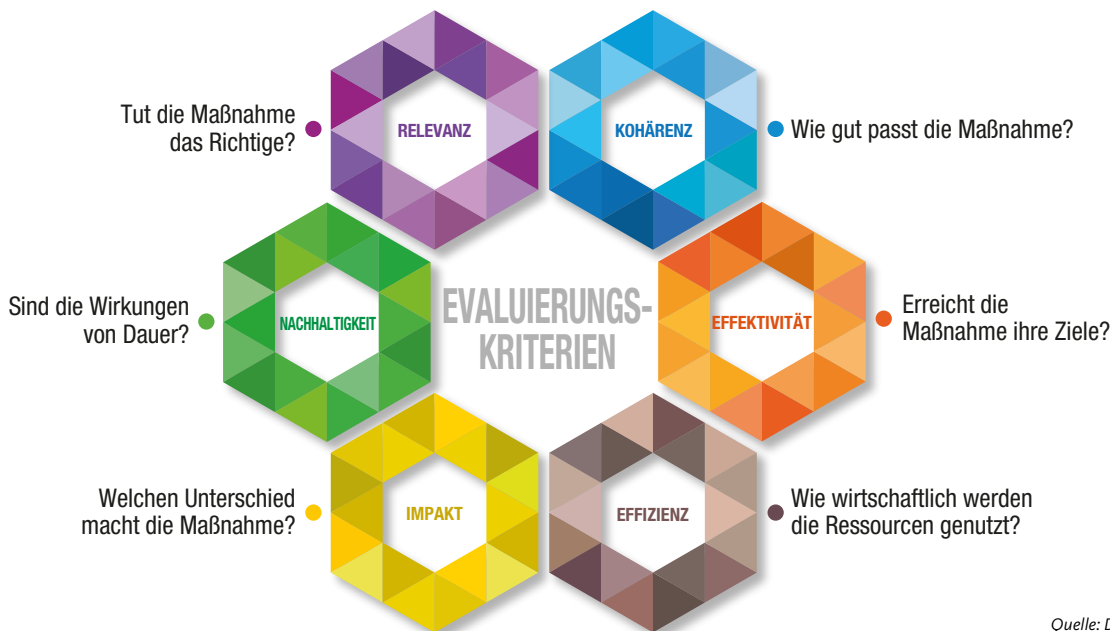 Tut die Maßnahme
das Richtige?
RELEVANZ
KOHÄRENZ
Wie gut passt die Maßnahme?
Sind die Wirkungen
von Dauer?
NACHHALTIGKEIT
EVALUIERUNGS-
KRITERIEN
EFFEKTIVITÄT
Erreicht die
Maßnahme ihre Ziele?
Welchen Unterschied
macht die Maßnahme?
IMPAKT
EFFIZIENZ
Wie wirtschaftlich werden
die Ressourcen genutzt?
Quelle: